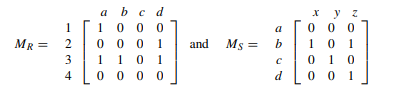 a b c d
1 1 0 0 0
M_R = 2 0 0 0 1
3 1 1 0 1
4 0 0 0 0
and
x y z
a 0 0 0
M_S = b 1 0 1
c 0 1 0
d 0 0 1